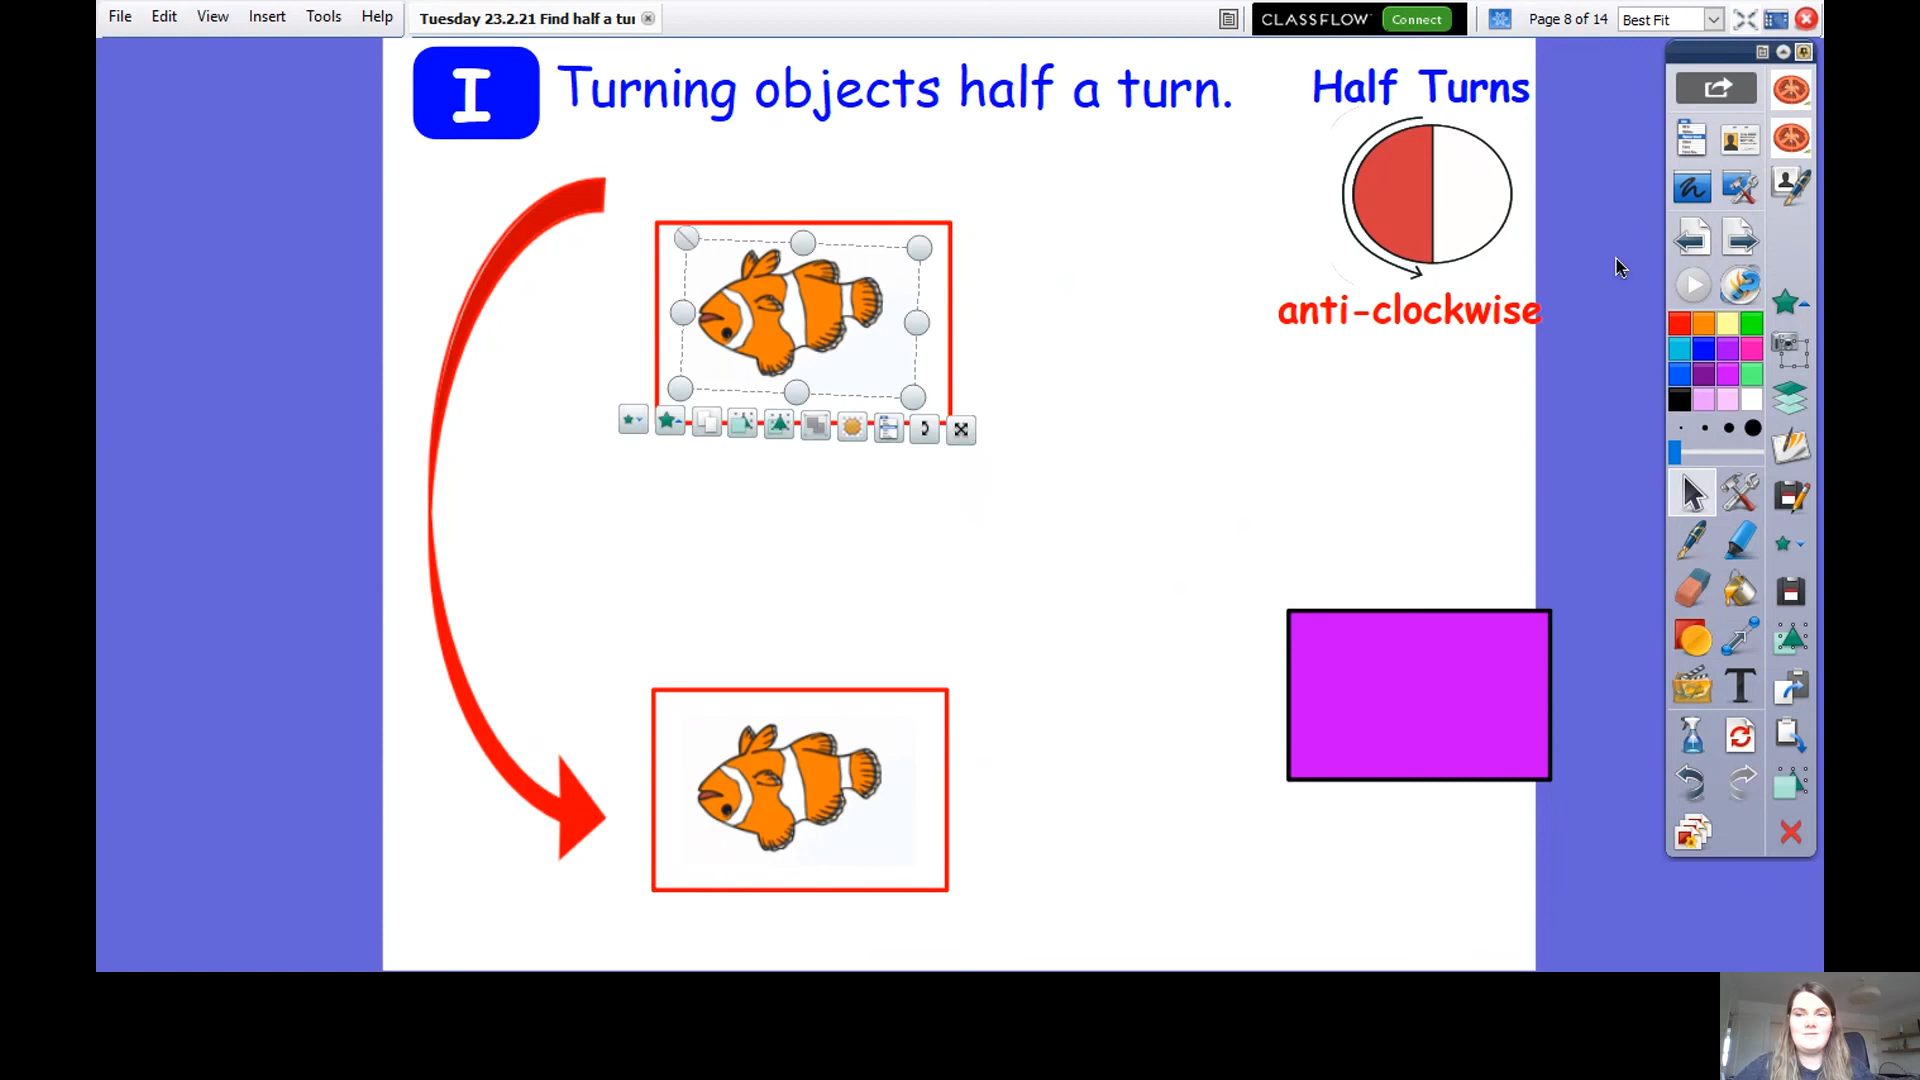 File Edit View Insert Tools Help
Tuesday 23.2.21 Find half a tu
CLASSFLOW Connect
Page 8 of 14
Best Fit
I
Turning objects half a turn.
Half Turns
anti-clockwise
T